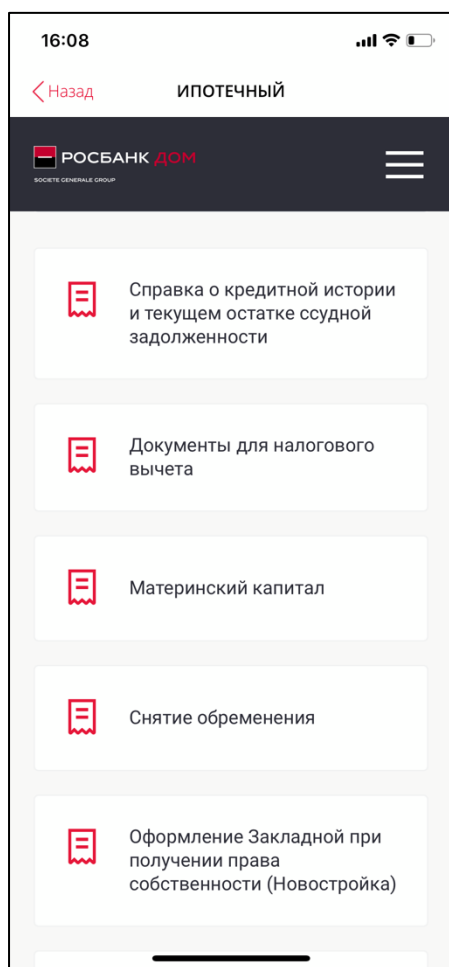 16:08
Назад
ИПОТЕЧНЫЙ
РОСБАНК ДОМ
SOCIETE GENERALE GROUP
Справка о кредитной истории
и текущем остатке ссудной
задолженности
Документы для налогового
вычета
Материнский капитал
Снятие обременения
Оформление Закладной при
получении права
собственности (Новостройка)